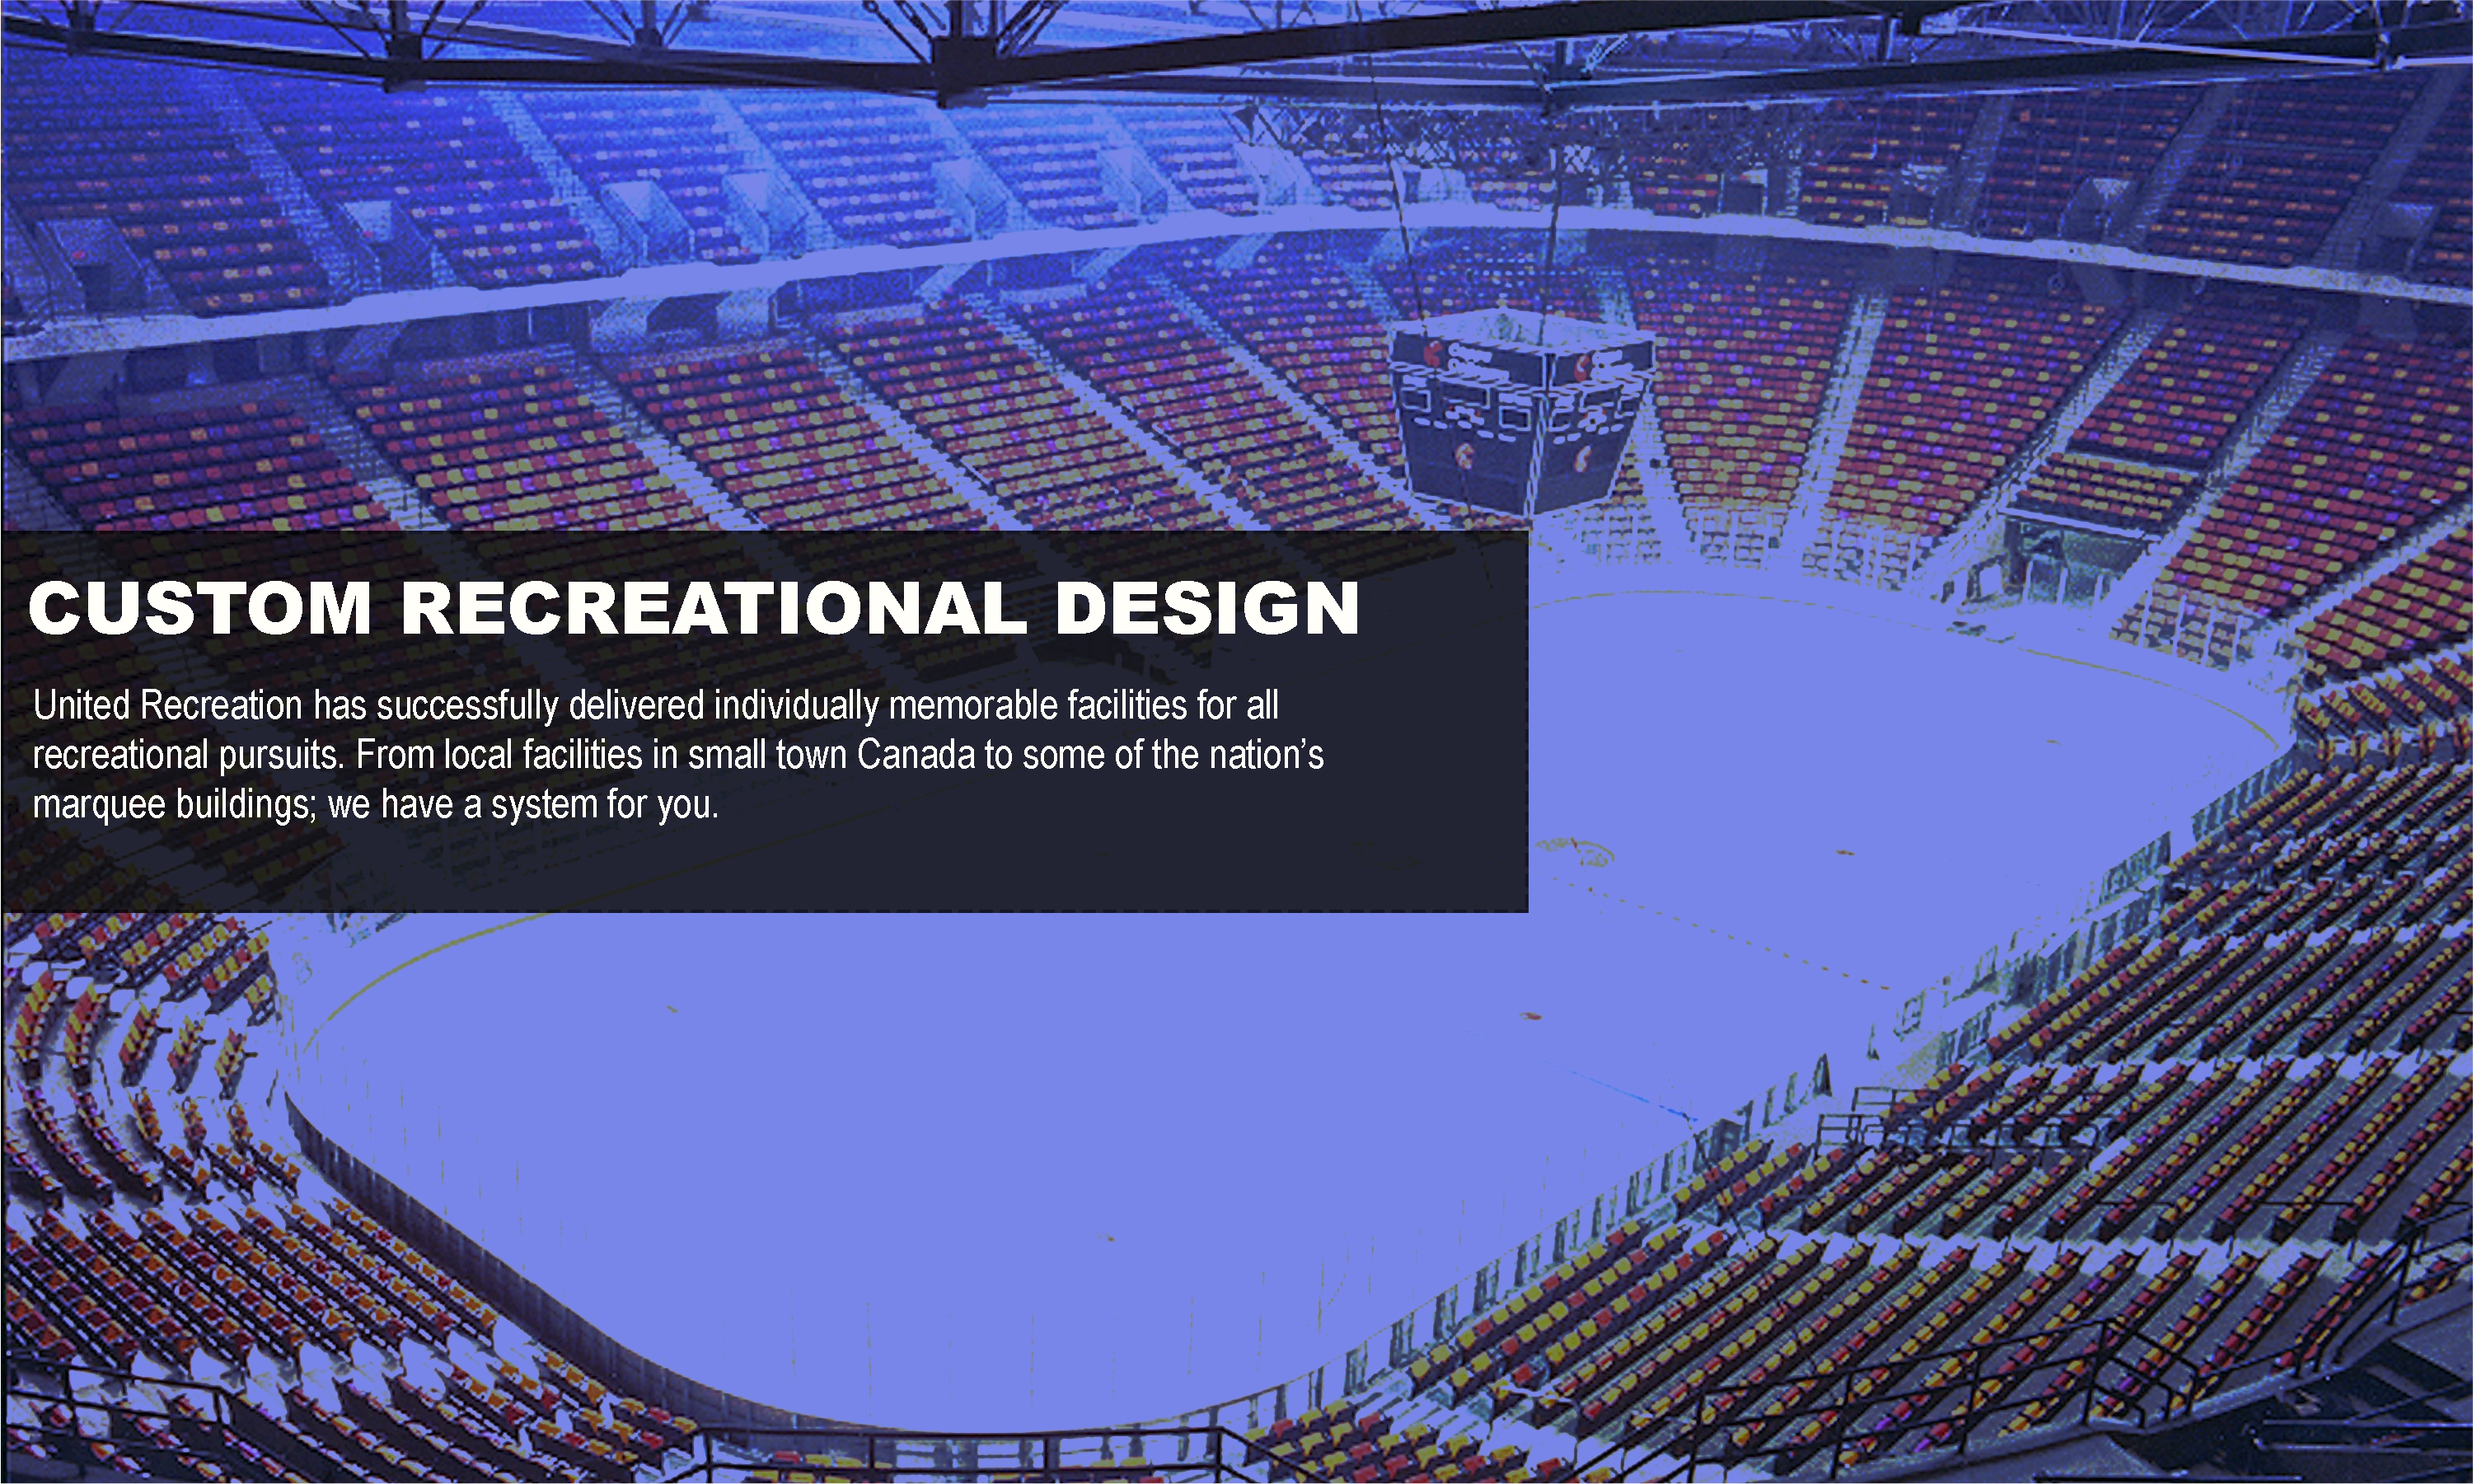 CUSTOM RECREATIONAL DESIGN
United Recreation has successfully delivered individually memorable facilities for all
recreational pursuits. From local facilities in small town Canada to some of the nation’s
marquee buildings; we have a system for you.